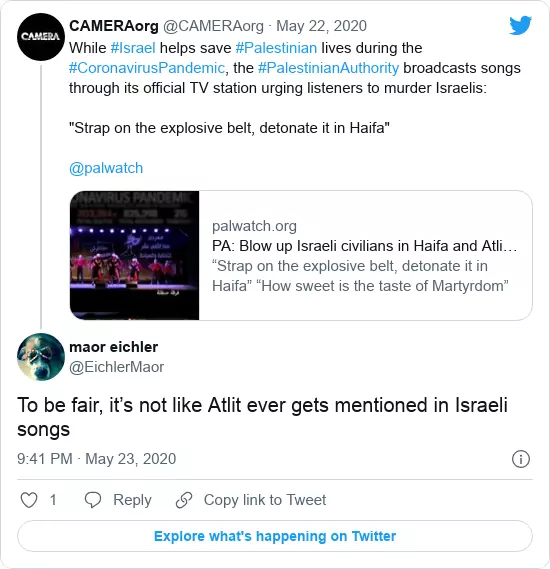 CAMERAorg @CAMERAorg · May 22, 2020
CAMERA
While #Israel helps save #Palestinian lives during the
#CoronavirusPandemic, the #PalestinianAuthority broadcasts songs
through its official TV station urging listeners to murder Israelis:
"Strap on the explosive belt, detonate it in Haifa"
@palwatch
palwatch.org
PA: Blow up Israeli civilians in Haifa and Atli…
“Strap on the explosive belt, detonate it in
Haifa” “How sweet is the taste of Martyrdom”
maor eichler
@EichlerMaor
To be fair, it’s not like Atlit ever gets mentioned in Israeli
songs
9:41 PM · May 23, 2020
1 Reply Copy link to Tweet
Explore what's happening on Twitter